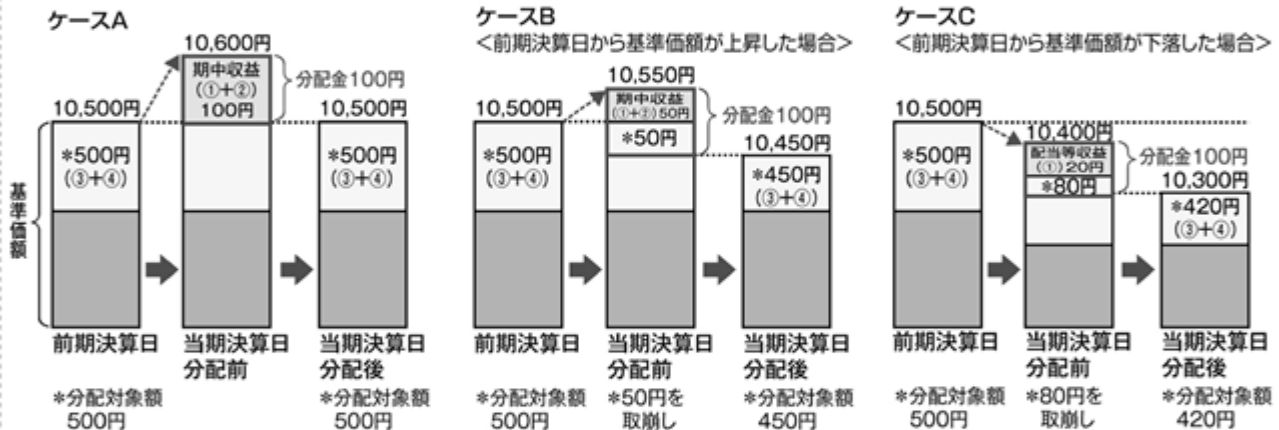 ケースA
10,600円
期中収益
(①+②)
100円
分配金100円
10,500円
10,500円
*500円
(③+④)
*500円
(③+④)
基準価額
前期決算日
当期決算日
分配前
当期決算日
分配後
*分配対象額
500円
*分配対象額
500円
ケースB
<前期決算日から基準価額が上昇した場合>
10,550円
期中収益
(①+②)50円
分配金100円
10,500円
*50円
10,450円
*500円
(③+④)
*450円
(③+④)
前期決算日
当期決算日
分配前
当期決算日
分配後
*分配対象額
500円
*50円を
取崩し
*分配対象額
450円
ケースC
<前期決算日から基準価額が下落した場合>
10,500円
10,400円
配当等収益
(①)20円
分配金100円
*80円
10.300円
*500円
(③+④)
*420円
(③+④)
前期決算日
当期決算日
分配前
当期決算日
分配後
*分配対象額
500円
*80円を
取崩し
*分配対象額
420円